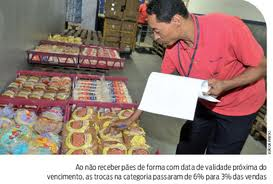 Ao não receber pães de forma com data de validade próxima do
vencimento, as trocas na categoria passaram de 6% para 3% das vendas